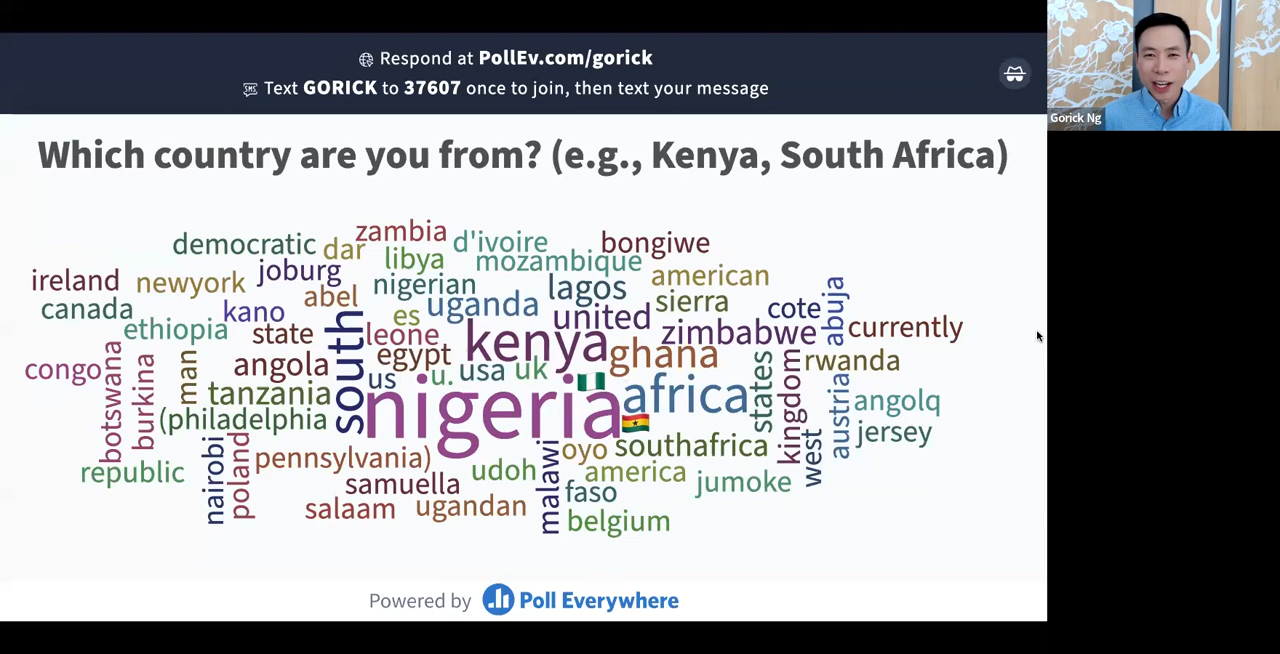 Respond at PollEv.com/gorick
Text GORICK to 37607 once to join, then text your message
Gorick Ng
Which country are you from? (e.g., Kenya, South Africa)
zambia
democratic
dar
d'ivoire
bongiwe
libya
mozambique
ireland
newyork
joburg
nigerian
american
canada
kano
abel
uganda
lagos
sierra
cote
abuja
ethiopia
state
south
es
leone
united
zimbabwe
currently
congo
botswana
burkina
man
angola
egypt
kenya
ghana
states
kingdom
rwanda
tanzania
us
u.
usa
uk
nigeria
africa
austria
angolq
(philadelphia
jersey
republic
nairobi
poland
pennsylvania)
udoh
malawi
oyo
southafrica
west
samuella
faso
america
jumoke
salaam
ugandan
belgium
Powered by Poll Everywhere